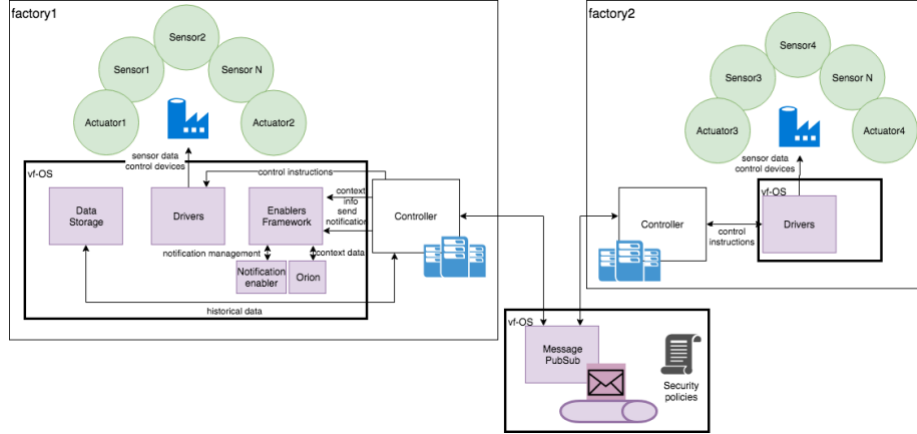 factory1
Sensor2
Sensor1
Sensor N
Actuator1
Actuator2
sensor data
control devices
vf-OS
control instructions
Data
Storage
Drivers
Enablers
Framework
context
info
send
notification
Controller
notification management
context data
Notification
enabler
Orion
historical data
factory2
Sensor4
Sensor3
Sensor N
Actuator3
Actuator4
sensor data
control devices
vf-OS
Controller
control
instructions
Drivers
vf-OS
Message
PubSub
Security
policies